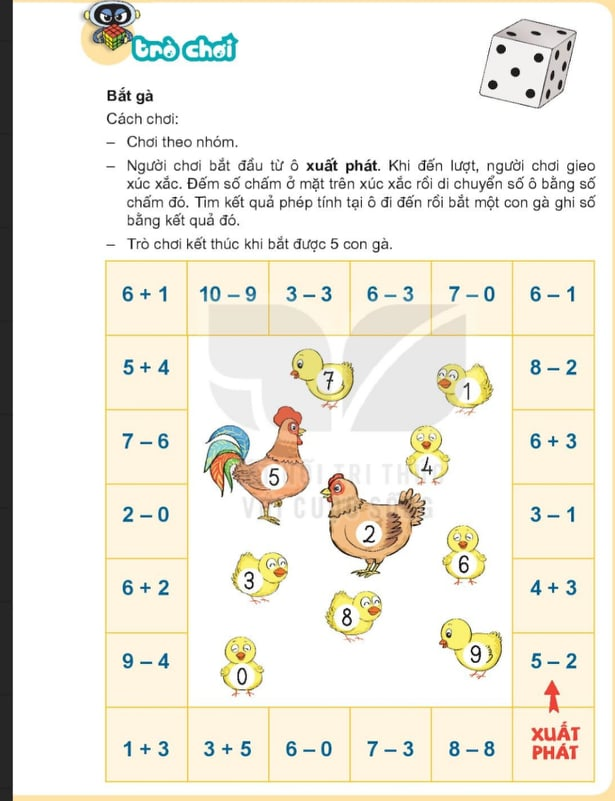 trò chơi
Bắt gà
Cách chơi:
– Chơi theo nhóm.
– Người chơi bắt đầu từ ô xuất phát. Khi đến lượt, người chơi gieo
xúc xắc. Đếm số chấm ở mặt trên xúc xắc rồi di chuyển số ô bằng số
chấm đó. Tìm kết quả phép tính tại ô đi đến rồi bắt một con gà ghi số
bằng kết quả đó.
– Trò chơi kết thúc khi bắt được 5 con gà.
6 + 1 10 – 9 3 – 3 6 – 3 7 – 0 6 – 1
5 + 4 7 1 8 – 2
7 – 6 5 4 6 + 3
2 – 0 2 3 – 1
6 + 2 3 8 6 4 + 3
9 – 4 0 9 5 – 2
1 + 3 3 + 5 6 – 0 7 – 3 8 – 8 XUẤT
PHÁT